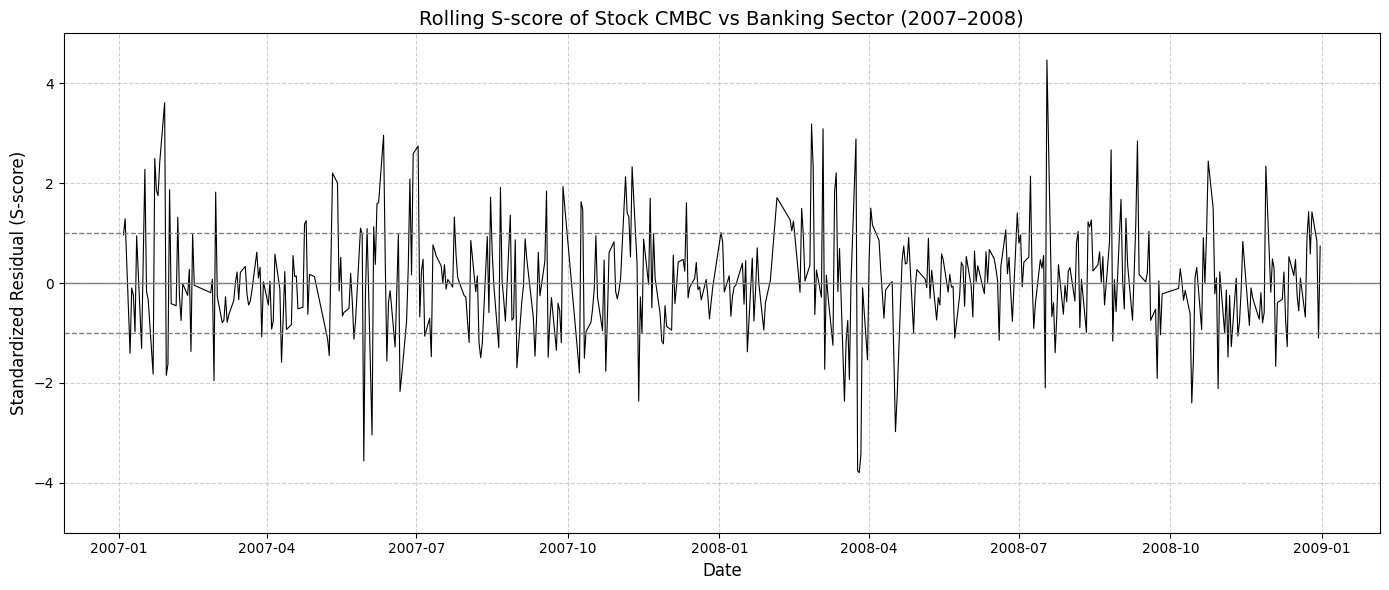 Rolling S-score of Stock CMBC vs Banking Sector (2007–2008)
Standardized Residual (S-score)
4
2
0
−2
−4
2007-01 2007-04 2007-07 2007-10 2008-01 2008-04 2008-07 2008-10 2009-01
Date